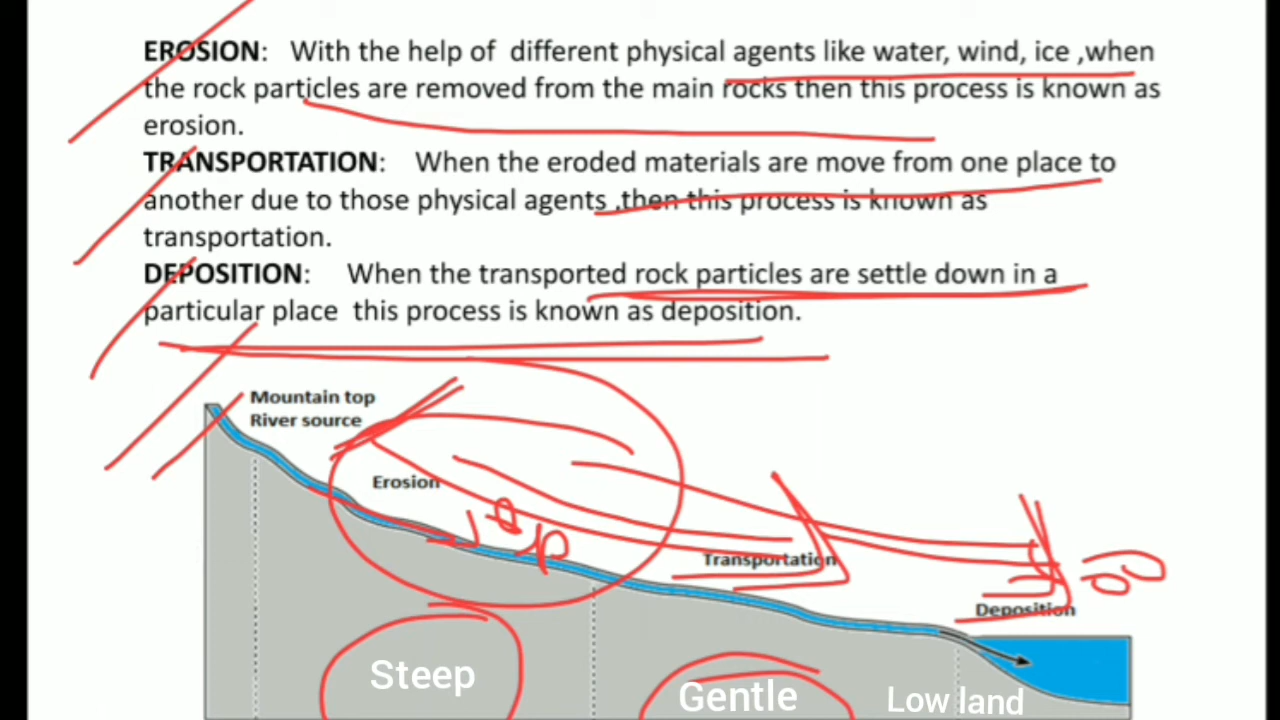 EROSION: With the help of different physical agents like water, wind, ice ,when
the rock particles are removed from the main rocks then this process is known as
erosion.
TRANSPORTATION: When the eroded materials are move from one place to
another due to those physical agents ,then this process is known as
transportation.
DEPOSITION: When the transported rock particles are settle down in a
particular place this process is known as deposition.
Mountain top
River source
Erosion
Transportation
Deposition
Steep
Gentle
Low land